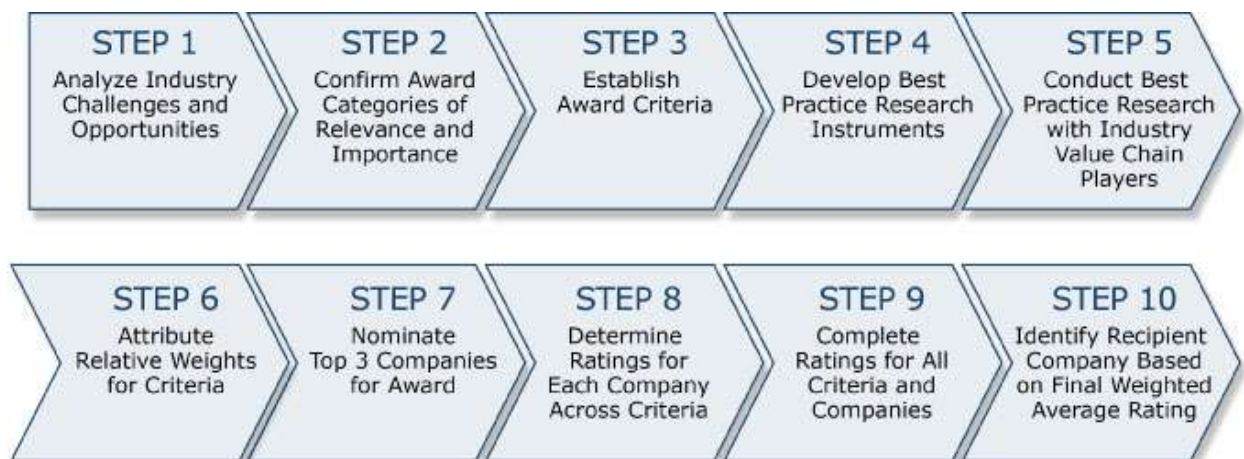 STEP 1
Analyze Industry
Challenges and
Opportunities
STEP 2
Confirm Award
Categories of
Relevance and
Importance
STEP 3
Establish
Award Criteria
STEP 4
Develop Best
Practice Research
Instruments
STEP 5
Conduct Best
Practice Research
with Industry
Value Chain
Players
STEP 6
Attribute
Relative Weights
for Criteria
STEP 7
Nominate
Top 3 Companies
for Award
STEP 8
Determine
Ratings for
Each Company
Across Criteria
STEP 9
Complete
Ratings for All
Criteria and
Companies
STEP 10
Identify Recipient
Company Based
on Final Weighted
Average Rating